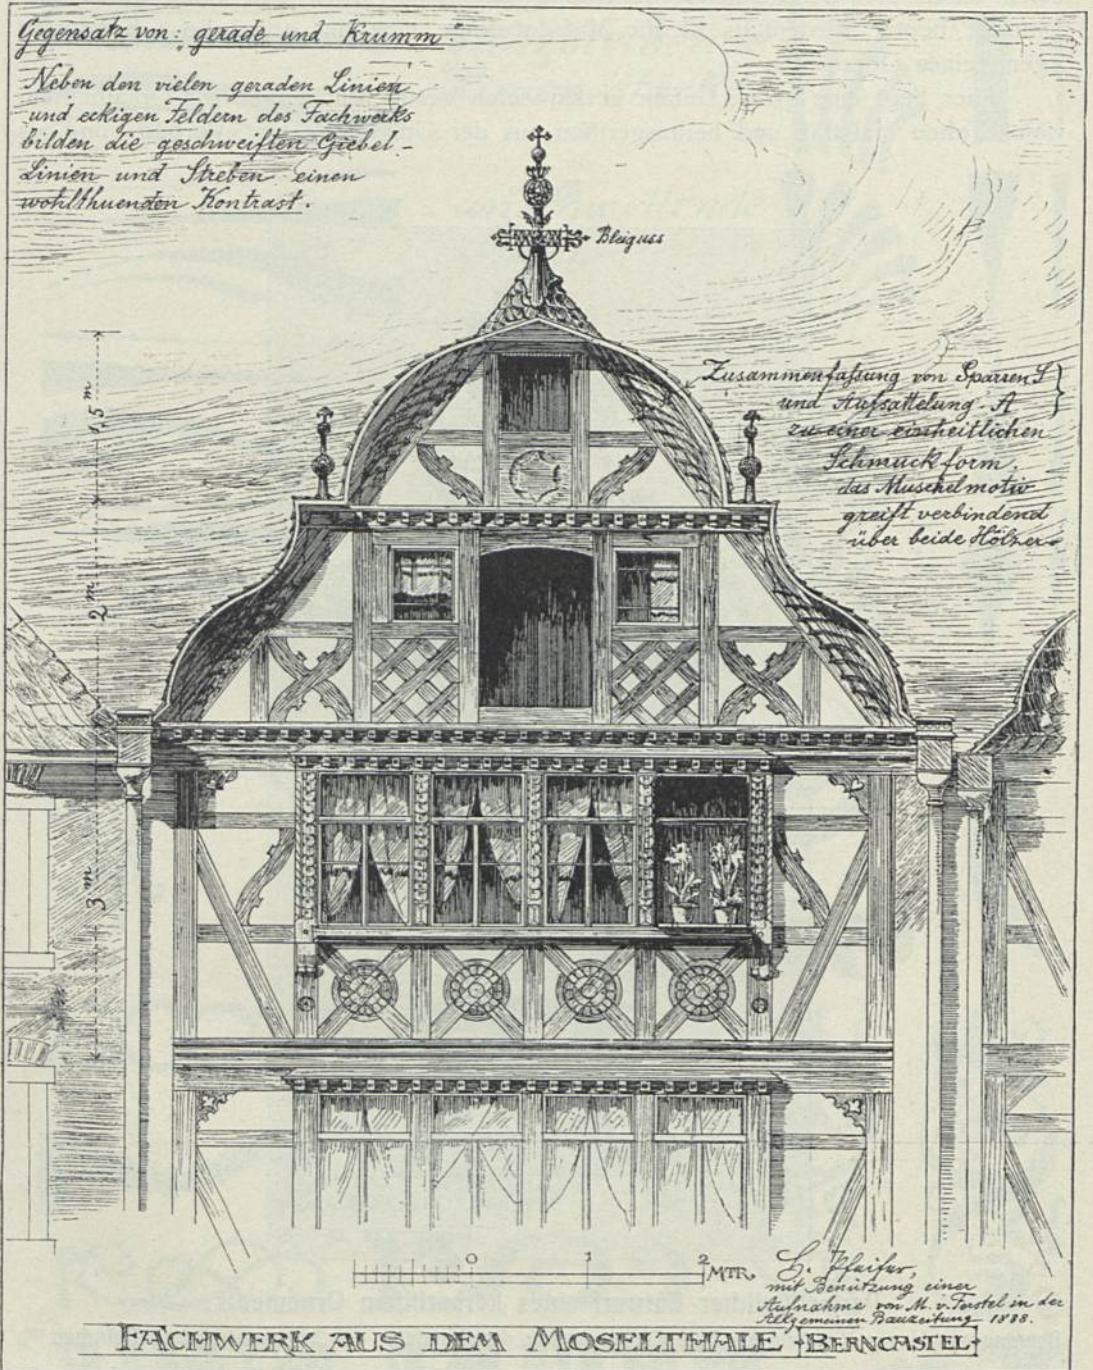 Gegensatz von: "gerade und Krumm".
Neben den vielen geraden Linien
und eckigen Feldern des Fachwerks
bilden die geschweiften Giebel-
Linien und Streben einen
wohlthuenden Kontrast.
Bleiguss
Zusammenfaßung von Sparren S
und Aufsattelung A
zu einer einheitlichen
Schmuckform.
das Muschelmotiv
greift verbindend
über beide Hölzer.
1,5 m
2 m
3 m
0 1 2 MTR.
H. Pfeifer,
mit Benützung einer
Aufnahme von M. v. Ferstel in der
Allgemeinen Bauzeitung 1888.
FACHWERK AUS DEM MOSELTHALE BERNCASTEL